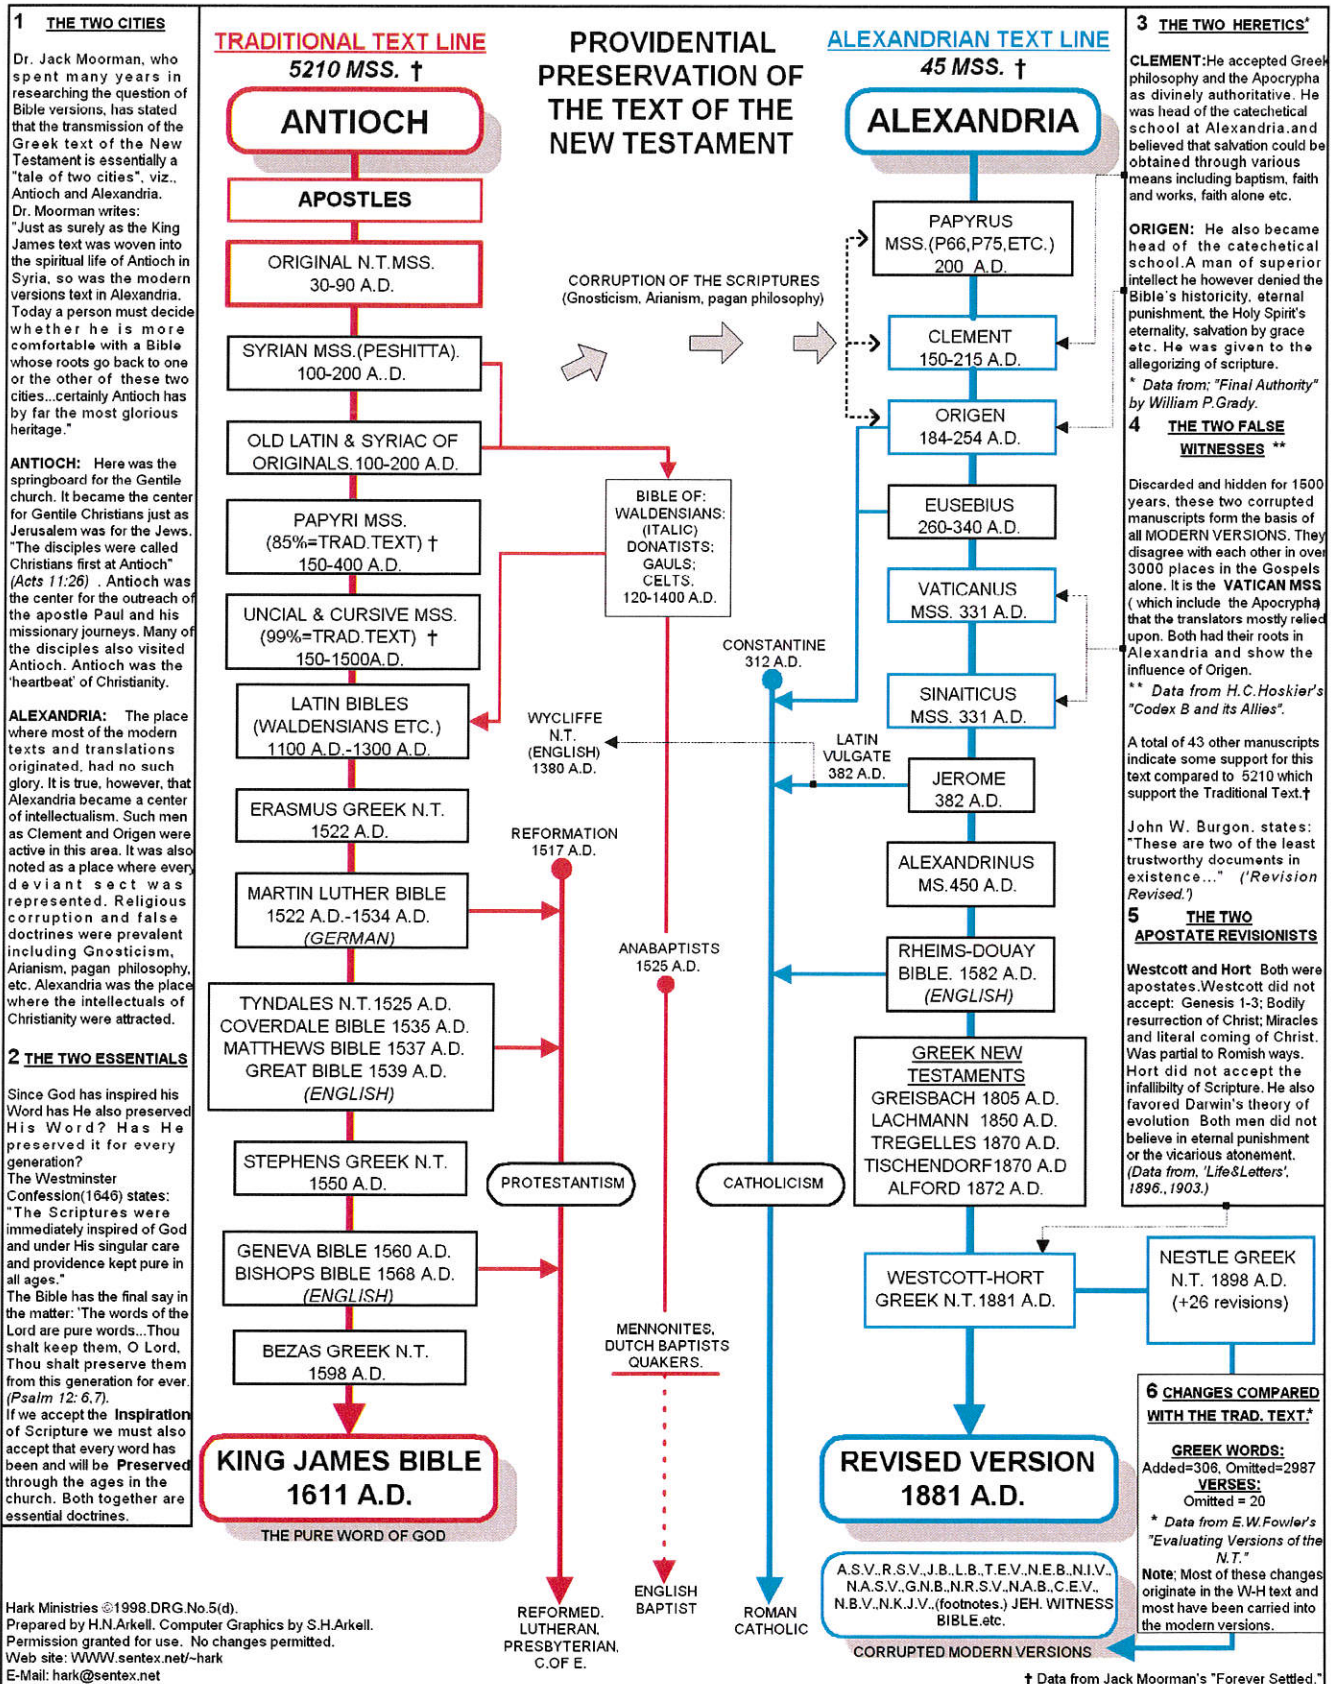 1 THE TWO CITIES
Dr. Jack Moorman, who
spent many years in
researching the question of
Bible versions, has stated
that the transmission of the
Greek text of the New
Testament is essentially a
"tale of two cities", viz.,
Antioch and Alexandria.
Dr. Moorman writes:
"Just as surely as the King
James text was woven into
the spiritual life of Antioch in
Syria, so was the modern
versions text in Alexandria.
Today a person must decide
whether he is more
comfortable with a Bible
whose roots go back to one
or the other of these two
cities...certainly Antioch has
by far the most glorious
heritage."
ANTIOCH: Here was the
springboard for the Gentile
church. It became the center
for Gentile Christians just as
Jerusalem was for the Jews.
"The disciples were called
Christians first at Antioch"
(Acts 11:26) . Antioch was
the center for the outreach of
the apostle Paul and his
missionary journeys. Many of
the disciples also visited
Antioch. Antioch was the
'heartbeat' of Christianity.
ALEXANDRIA: The place
where most of the modern
texts and translations
originated, had no such
glory. It is true, however, that
Alexandria became a center
of intellectualism. Such men
as Clement and Origen were
active in this area. It was also
noted as a place where every
deviant sect was
represented. Religious
corruption and false
doctrines were prevalent
including Gnosticism,
Arianism, pagan philosophy,
etc. Alexandria was the place
where the intellectuals of
Christianity were attracted.
2 THE TWO ESSENTIALS
Since God has inspired his
Word has He also preserved
His Word? Has He
preserved it for every
generation?
The Westminster
Confession(1646) states:
"The Scriptures were
immediately inspired of God
and under His singular care
and providence kept pure in
all ages."
The Bible has the final say in
the matter: 'The words of the
Lord are pure words...Thou
shalt keep them, O Lord,
Thou shalt preserve them
from this generation for ever.
(Psalm 12: 6,7).
If we accept the Inspiration
of Scripture we must also
accept that every word has
been and will be Preserved
through the ages in the
church. Both together are
essential doctrines.
TRADITIONAL TEXT LINE
5210 MSS. †
ANTIOCH
APOSTLES
ORIGINAL N.T.MSS.
30-90 A.D.
SYRIAN MSS.(PESHITTA).
100-200 A..D.
OLD LATIN & SYRIAC OF
ORIGINALS.100-200 A.D.
PAPYRI MSS.
(85%=TRAD.TEXT) †
150-400 A.D.
UNCIAL & CURSIVE MSS.
(99%=TRAD.TEXT) †
150-1500A.D.
LATIN BIBLES
(WALDENSIANS ETC.)
1100 A.D.-1300 A.D.
ERASMUS GREEK N.T.
1522 A.D.
MARTIN LUTHER BIBLE
1522 A.D.-1534 A.D.
(GERMAN)
TYNDALES N.T.1525 A.D.
COVERDALE BIBLE 1535 A.D.
MATTHEWS BIBLE 1537 A.D.
GREAT BIBLE 1539 A.D.
(ENGLISH)
STEPHENS GREEK N.T.
1550 A.D.
GENEVA BIBLE 1560 A.D.
BISHOPS BIBLE 1568 A.D.
(ENGLISH)
BEZAS GREEK N.T.
1598 A.D.
KING JAMES BIBLE
1611 A.D.
THE PURE WORD OF GOD
PROVIDENTIAL
PRESERVATION OF
THE TEXT OF THE
NEW TESTAMENT
CORRUPTION OF THE SCRIPTURES
(Gnosticism, Arianism, pagan philosophy)
BIBLE OF:
WALDENSIANS:
(ITALIC)
DONATISTS;
GAULS;
CELTS.
120-1400 A.D.
CONSTANTINE
312 A.D.
WYCLIFFE
N.T.
(ENGLISH)
1380 A.D.
LATIN
VULGATE
382 A.D.
REFORMATION
1517 A.D.
ANABAPTISTS
1525 A.D.
PROTESTANTISM
CATHOLICISM
MENNONITES,
DUTCH BAPTISTS
QUAKERS.
REFORMED,
LUTHERAN,
PRESBYTERIAN,
C.OF E.
ENGLISH
BAPTIST
ROMAN
CATHOLIC
ALEXANDRIAN TEXT LINE
45 MSS. †
ALEXANDRIA
PAPYRUS
MSS.(P66,P75,ETC.)
200 A.D.
CLEMENT
150-215 A.D.
ORIGEN
184-254 A.D.
EUSEBIUS
260-340 A.D.
VATICANUS
MSS. 331 A.D.
SINAITICUS
MSS. 331 A.D.
JEROME
382 A.D.
ALEXANDRINUS
MS.450 A.D.
RHEIMS-DOUAY
BIBLE. 1582 A.D.
(ENGLISH)
GREEK NEW
TESTAMENTS
GREISBACH 1805 A.D.
LACHMANN 1850 A.D.
TREGELLES 1870 A.D.
TISCHENDORF1870 A.D
ALFORD 1872 A.D.
WESTCOTT-HORT
GREEK N.T.1881 A.D.
NESTLE GREEK
N.T. 1898 A.D.
(+26 revisions)
REVISED VERSION
1881 A.D.
A.S.V.,R.S.V.,J.B.,L.B.,T.E.V.,N.E.B.,N.I.V.,
N.A.S.V.,G.N.B.,N.R.S.V.,N.A.B.,C.E.V.,
N.B.V.,N.K.J.V.,(footnotes.) JEH. WITNESS
BIBLE.etc.
CORRUPTED MODERN VERSIONS
3 THE TWO HERETICS*
CLEMENT:He accepted Greek
philosophy and the Apocrypha
as divinely authoritative. He
was head of the catechetical
school at Alexandria.and
believed that salvation could be
obtained through various
means including baptism, faith
and works, faith alone etc.
ORIGEN: He also became
head of the catechetical
school.A man of superior
intellect he however denied the
Bible's historicity, eternal
punishment, the Holy Spirit's
eternality, salvation by grace
etc. He was given to the
allegorizing of scripture.
* Data from; "Final Authority"
by William P.Grady.
4 THE TWO FALSE
WITNESSES **
Discarded and hidden for 1500
years, these two corrupted
manuscripts form the basis of
all MODERN VERSIONS. They
disagree with each other in over
3000 places in the Gospels
alone. It is the VATICAN MSS
( which include the Apocrypha)
that the translators mostly relied
upon. Both had their roots in
Alexandria and show the
influence of Origen.
** Data from H.C.Hoskier's
"Codex B and its Allies".
A total of 43 other manuscripts
indicate some support for this
text compared to 5210 which
support the Traditional Text.†
John W. Burgon. states:
"These are two of the least
trustworthy documents in
existence..." ('Revision
Revised.')
5 THE TWO
APOSTATE REVISIONISTS
Westcott and Hort Both were
apostates.Westcott did not
accept: Genesis 1-3; Bodily
resurrection of Christ; Miracles
and literal coming of Christ.
Was partial to Romish ways.
Hort did not accept the
infallibilty of Scripture. He also
favored Darwin's theory of
evolution Both men did not
believe in eternal punishment
or the vicarious atonement.
(Data from, 'Life&Letters',
1896., 1903.)
6 CHANGES COMPARED
WITH THE TRAD. TEXT.*
GREEK WORDS:
Added=306, Omitted=2987
VERSES:
Omitted = 20
* Data from E.W.Fowler's
"Evaluating Versions of the
N.T."
Note; Most of these changes
originate in the W-H text and
most have been carried into
the modern versions.
Hark Ministries ©1998.DRG.No.5(d).
Prepared by H.N.Arkell. Computer Graphics by S.H.Arkell.
Permission granted for use. No changes permitted.
Web site: WWW.sentex.net/~hark
E-Mail: hark@sentex.net
† Data from Jack Moorman's "Forever Settled."